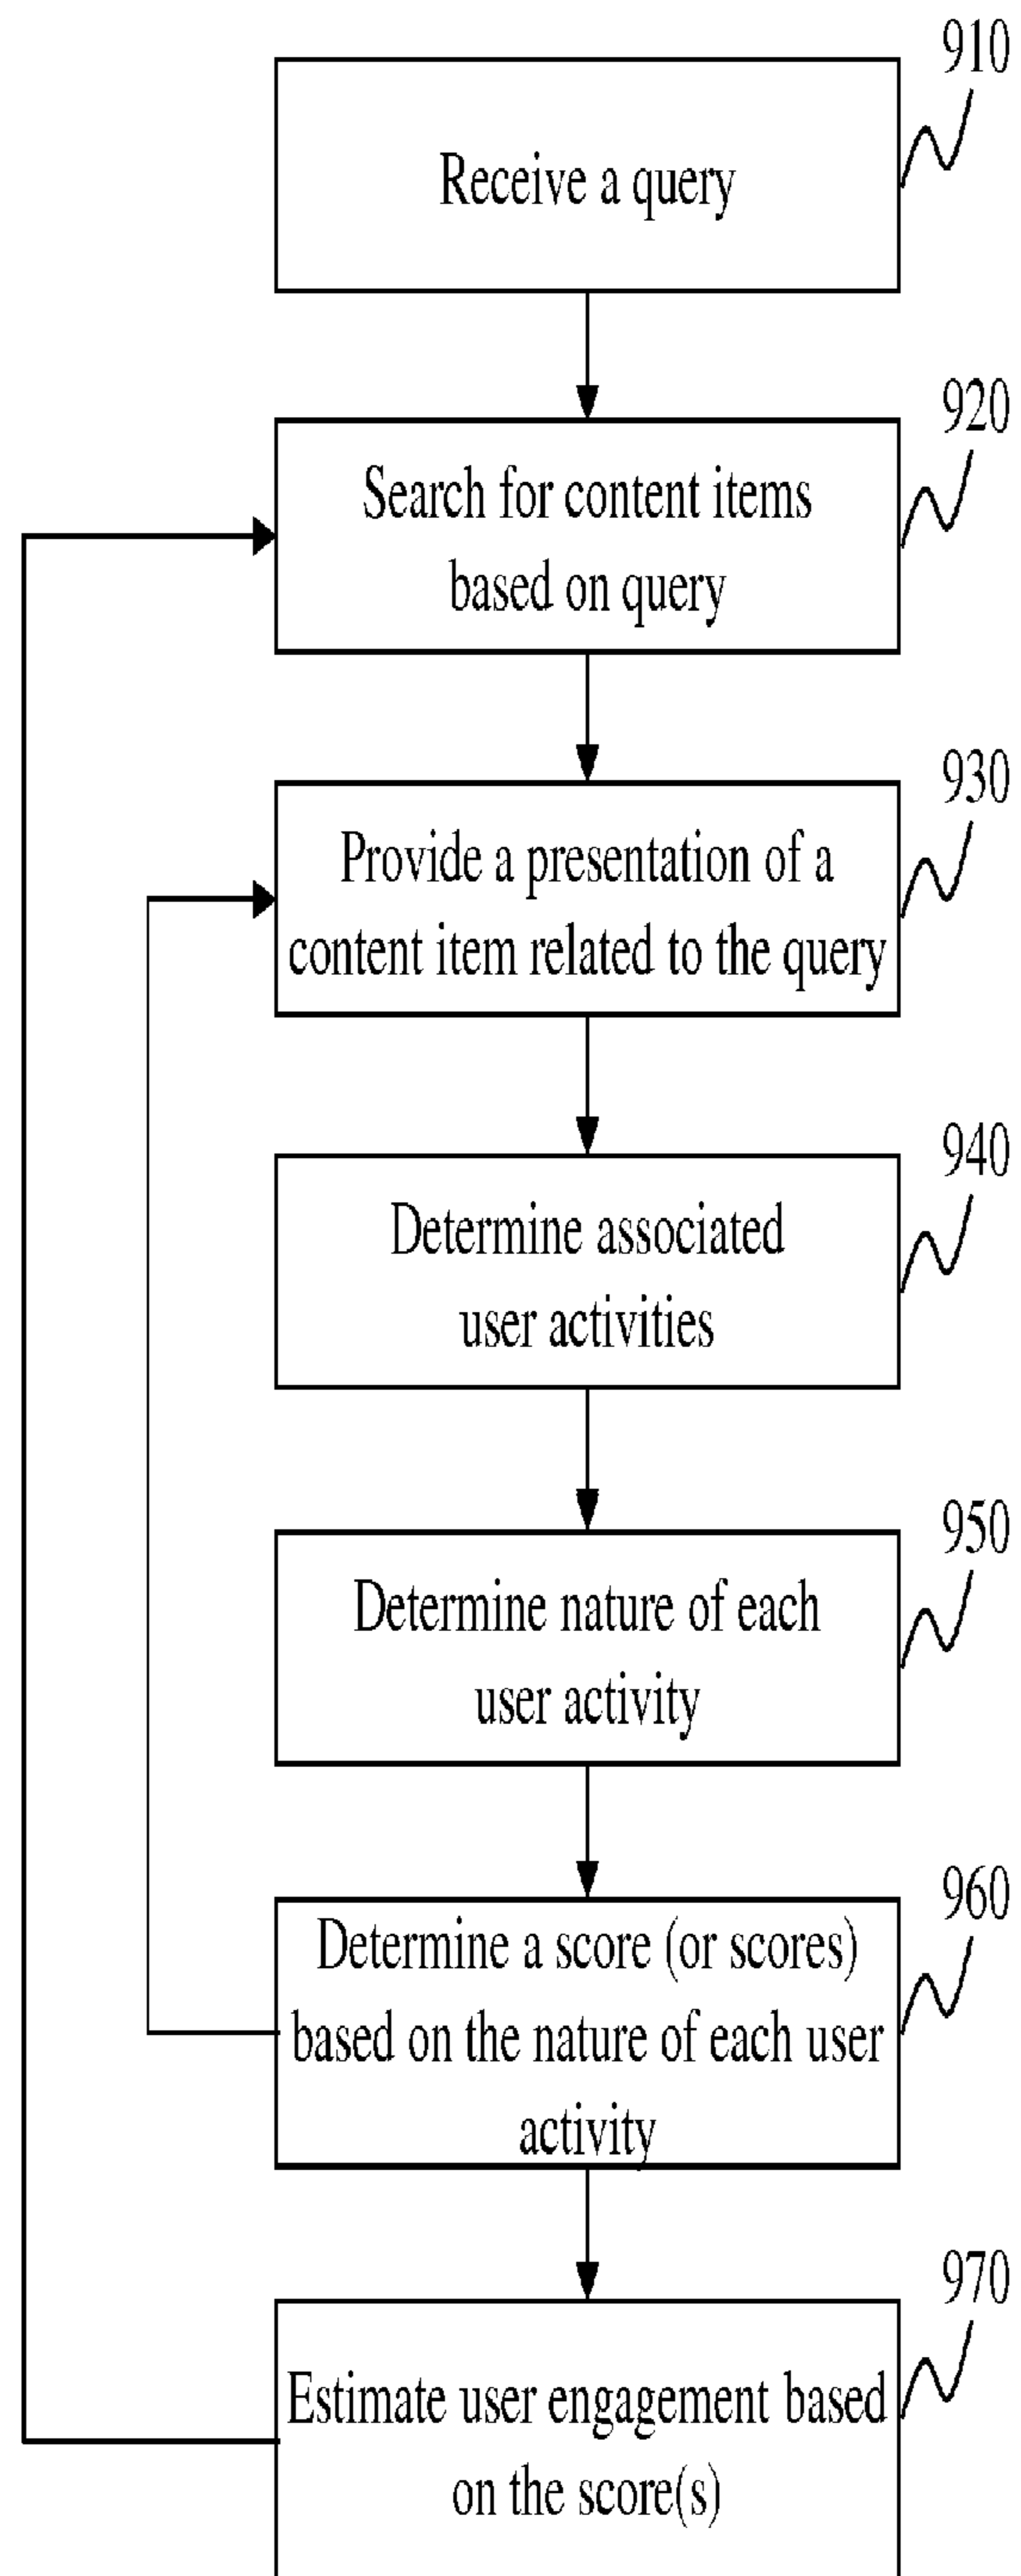 910
Receive a query
920
Search for content items
based on query
930
Provide a presentation of a
content item related to the query
940
Determine associated
user activities
950
Determine nature of each
user activity
960
Determine a score (or scores)
based on the nature of each user
activity
970
Estimate user engagement based
on the score(s)